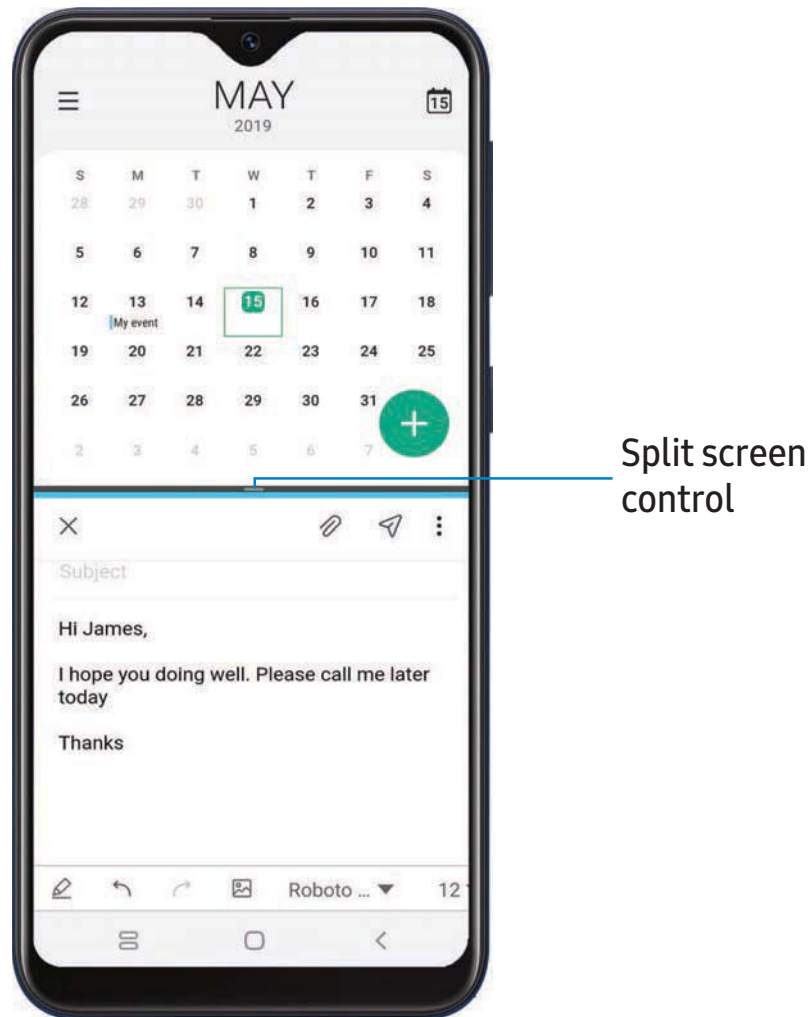 MAY
15
2019
S M T W T F S
28 29 30 1 2 3 4
5 6 7 8 9 10 11
12 13 14 15 16 17 18
My event
19 20 21 22 23 24 25
26 27 28 29 30 31
2 3 4 5 6 7
Split screen
control
Subject
Hi James,
I hope you doing well. Please call me later
today
Thanks
Roboto ... 12